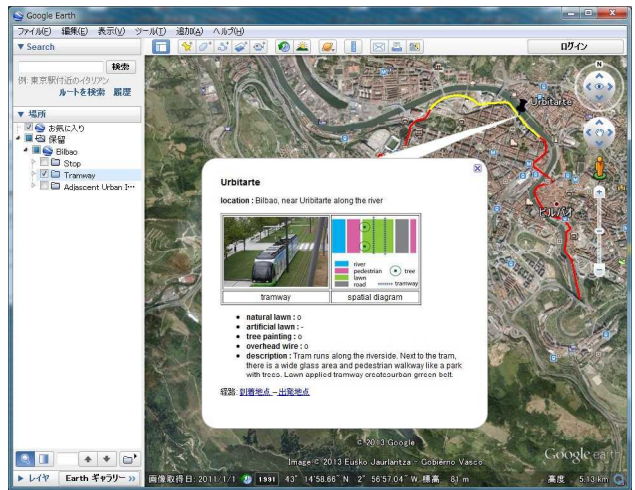 Google Earth
ファイル(F) 編集(E) 表示(V) ツール(T) 追加(A) ヘルプ(H)
▼ Search
検索
例: 東京駅付近のイタリアン
ルートを検索 履歴
▼ 場所
お気に入り
保留
Bilbao
Stop
Tramway
Adjascent Urban I…
ログイン
N
Urbitarte
ビルバオ
Urbitarte
location : Bilbao, near Uribitarte along the river
river
pedestrian
tree
lawn
road
tramway
tramway
spatial diagram
• natural lawn : o
• artificial lawn : -
• tree painting : o
• overhead wire : o
• description : Tram runs along the riverside. Next to the tram,
there is a wide glass area and pedestrian walkway like a park
with trees. Lawn applied tramway createsurban grreen belt.
経路: 到着地点 – 出発地点
© 2013 Google
Image © 2013 Eusko Jaurlaritza - Gobierno Vasco
Google earth
▶ レイヤ Earth ギャラリー »
画像取得日: 2011/1/1 1991 43° 14'58.66" N 2° 56'57.04" W 標高 81 m 高度 5.13 km